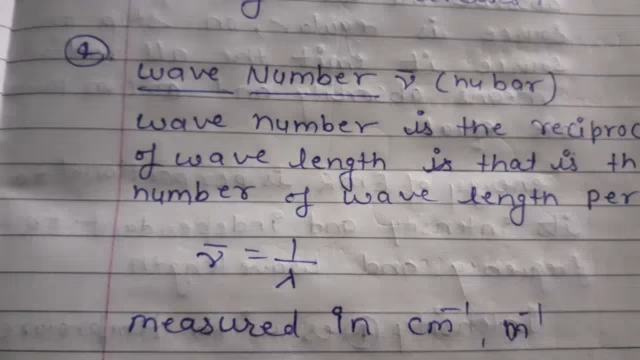 4
Wave Number ν̅ (nubar)
Wave number is the reciproc
of wave length is that is th
number of wave length per
ν̅ = 1/λ
measured in cm⁻¹, m⁻¹